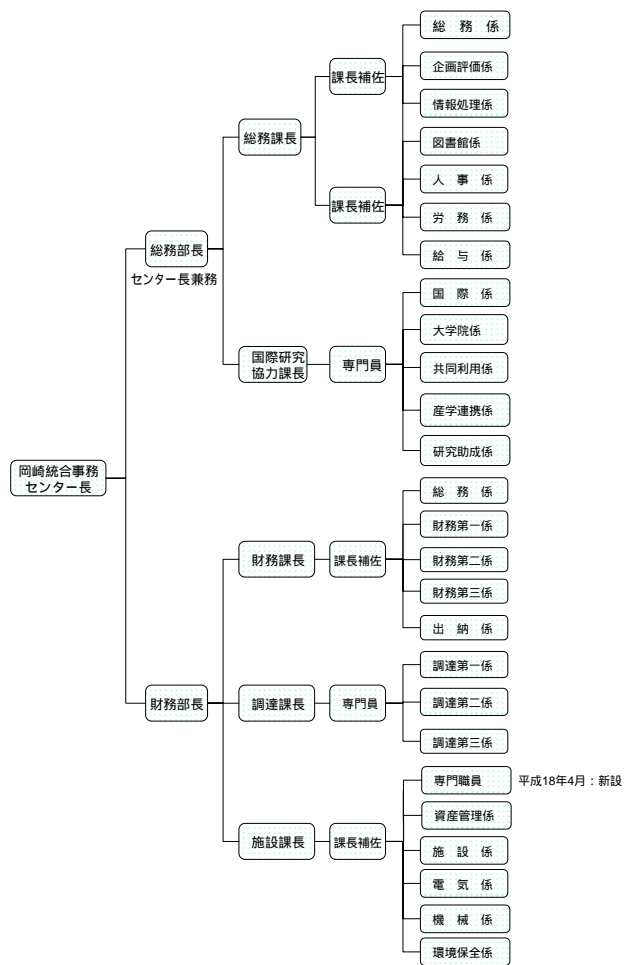 岡崎統合事務
センター長
総務部長
センター長兼務
総務課長
課長補佐
総 務 係
企画評価係
情報処理係
課長補佐
図書館係
人 事 係
労 務 係
給 与 係
国際研究
協力課長
専門員
国 際 係
大学院係
共同利用係
産学連携係
研究助成係
財務部長
財務課長
課長補佐
総 務 係
財務第一係
財務第二係
財務第三係
出 納 係
調達課長
専門員
調達第一係
調達第二係
調達第三係
施設課長
課長補佐
専門職員 平成18年4月：新設
資産管理係
施 設 係
電 気 係
機 械 係
環境保全係